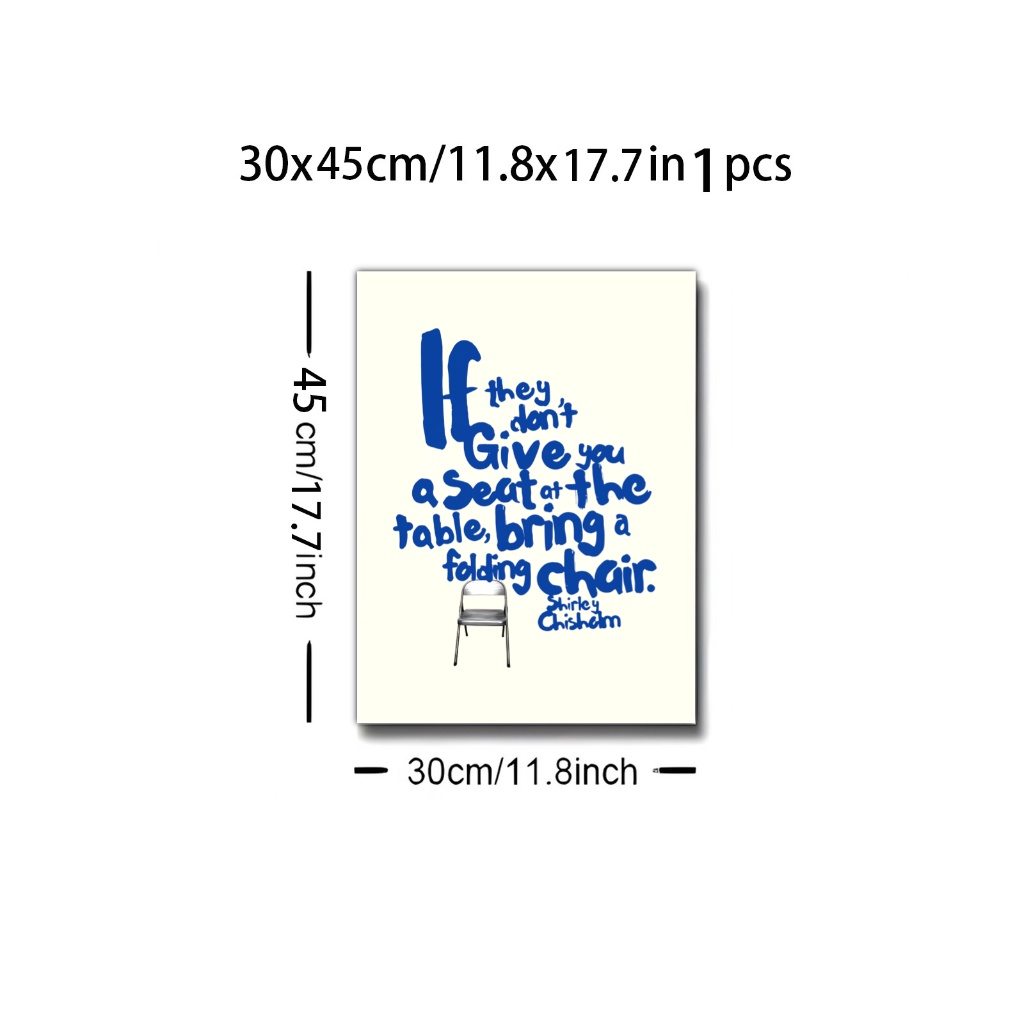 30x45cm/11.8x17.7in 1 pcs
45 cm/17.7inch
If they
don't
Give you
a Seat at the
table, bring a
folding chair.
Shirley
Chisholm
30cm/11.8inch